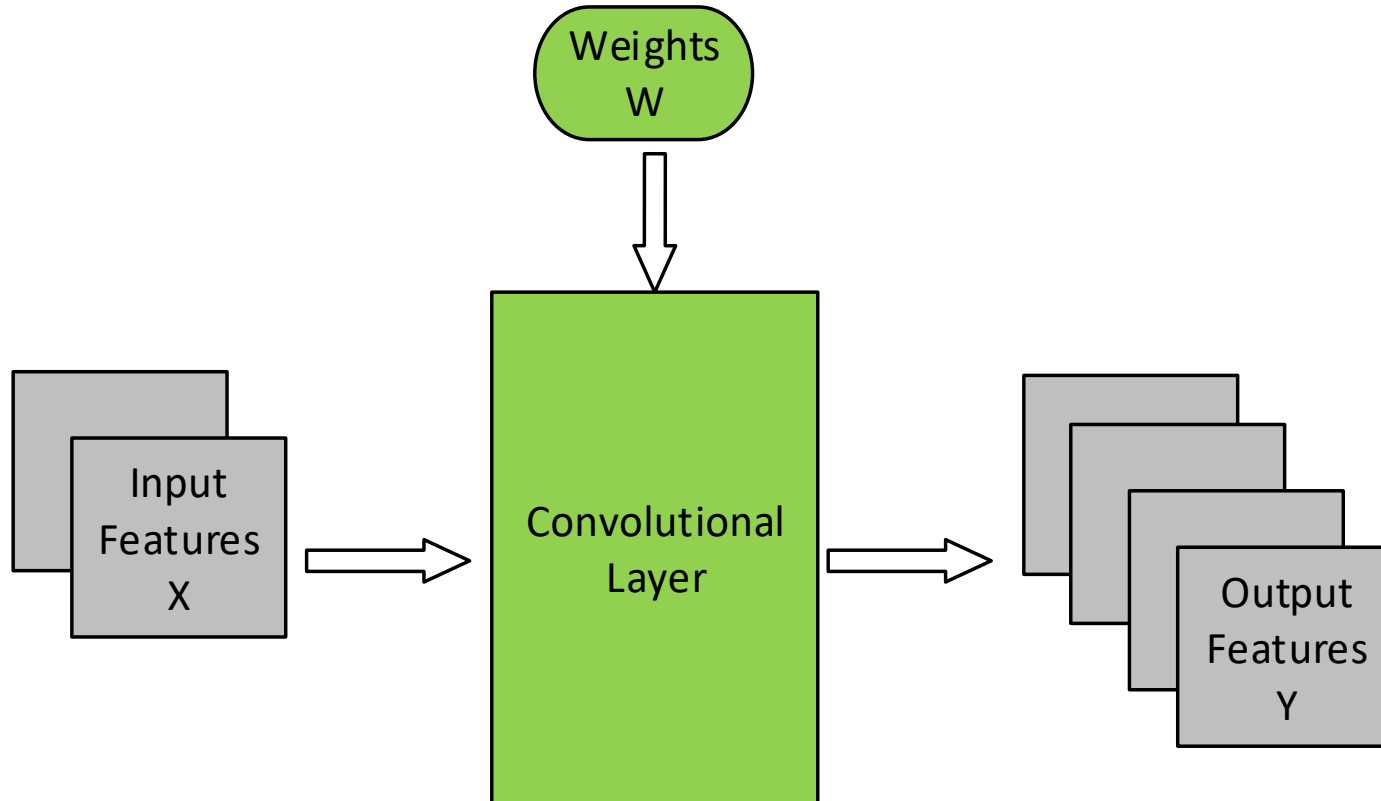 Weights
W
Input
Features
X
Convolutional
Layer
Output
Features
Y